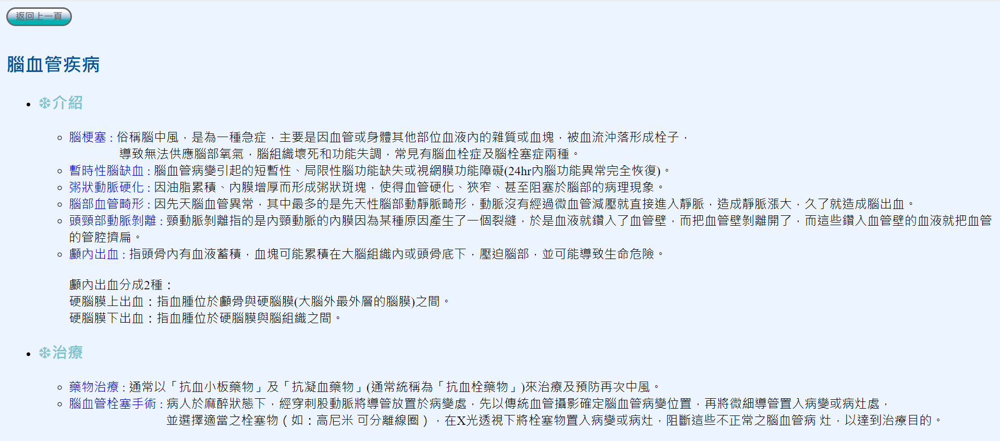 返回上一頁
腦血管疾病
❄介紹
腦梗塞 : 俗稱腦中風，是為一種急症，主要是因血管或身體其他部位血液內的雜質或血塊，被血流沖落形成栓子，
導致無法供應腦部氧氣，腦組織壞死和功能失調，常見有腦血栓症及腦栓塞症兩種。
暫時性腦缺血 : 腦血管病變引起的短暫性、局限性腦功能缺失或視網膜功能障礙(24hr內腦功能異常完全恢復)。
粥狀動脈硬化 : 因油脂累積、內膜增厚而形成粥狀斑塊，使得血管硬化、狹窄、甚至阻塞於腦部的病理現象。
腦部血管畸形 : 因先天腦血管異常，其中最多的是先天性腦部動靜脈畸形，動脈沒有經過微血管減壓就直接進入靜脈，造成靜脈漲大，久了就造成腦出血。
頭頸部動脈剝離 : 頸動脈剝離指的是內頸動脈的內膜因為某種原因產生了一個裂縫，於是血液就鑽入了血管壁，而把血管壁剝離開了，而這些鑽入血管壁的血液就把血管
的管腔擠扁。
顱內出血 : 指頭骨內有血液蓄積，血塊可能累積在大腦組織內或頭骨底下，壓迫腦部，並可能導致生命危險。
顱內出血分成2種：
硬腦膜上出血：指血腫位於顱骨與硬腦膜(大腦外最外層的腦膜)之間。
硬腦膜下出血：指血腫位於硬腦膜與腦組織之間。
❄治療
藥物治療 : 通常以「抗血小板藥物」及「抗凝血藥物」(通常統稱為「抗血栓藥物」)來治療及預防再次中風。
腦血管栓塞手術 : 病人於麻醉狀態下，經穿刺股動脈將導管放置於病變處，先以傳統血管攝影確定腦血管病變位置，再將微細導管置入病變或病灶處，
並選擇適當之栓塞物（如：高尼米 可分離線圈），在X光透視下將栓塞物置入病變或病灶，阻斷這些不正常之腦血管病 灶，以達到治療目的。